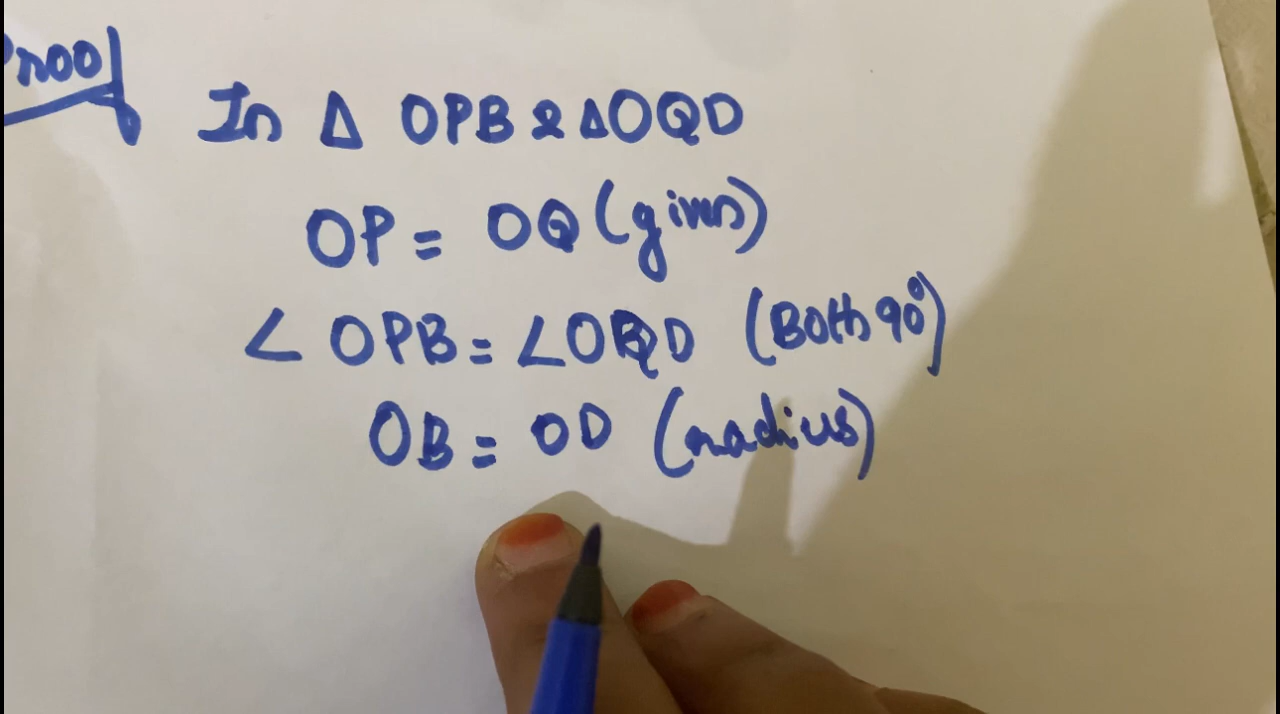 Proof
In Δ OPB & ΔOQD
OP = OQ (given)
∠ OPB = ∠OQD (Both 90°)
OB = OD (radius)